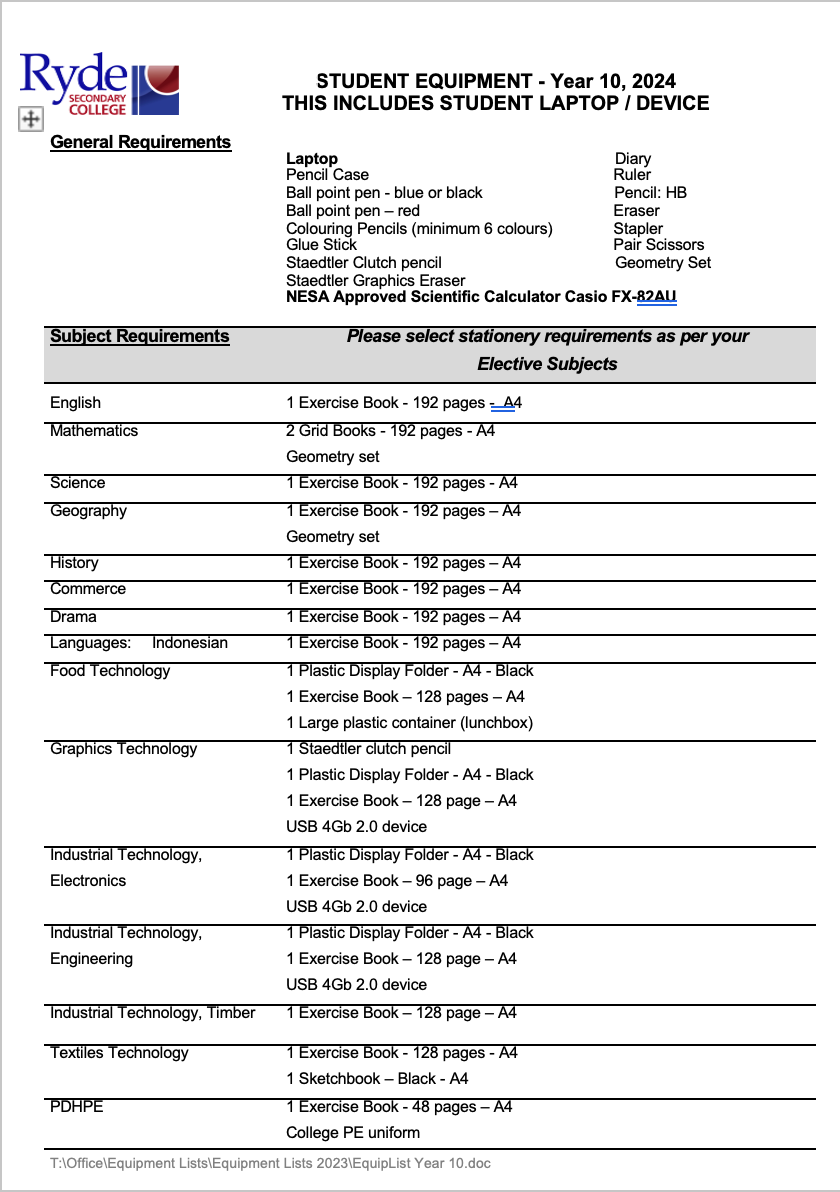 Ryde
SECONDARY
COLLEGE
STUDENT EQUIPMENT - Year 10, 2024
THIS INCLUDES STUDENT LAPTOP / DEVICE
General Requirements
Laptop Diary
Pencil Case Ruler
Ball point pen - blue or black Pencil: HB
Ball point pen – red Eraser
Colouring Pencils (minimum 6 colours) Stapler
Glue Stick Pair Scissors
Staedtler Clutch pencil Geometry Set
Staedtler Graphics Eraser
NESA Approved Scientific Calculator Casio FX-82AU
Subject Requirements Please select stationery requirements as per your
Elective Subjects
English 1 Exercise Book - 192 pages - A4
Mathematics 2 Grid Books - 192 pages - A4
Geometry set
Science 1 Exercise Book - 192 pages - A4
Geography 1 Exercise Book - 192 pages – A4
Geometry set
History 1 Exercise Book - 192 pages – A4
Commerce 1 Exercise Book - 192 pages – A4
Drama 1 Exercise Book - 192 pages – A4
Languages: Indonesian 1 Exercise Book - 192 pages – A4
Food Technology 1 Plastic Display Folder - A4 - Black
1 Exercise Book – 128 pages – A4
1 Large plastic container (lunchbox)
Graphics Technology 1 Staedtler clutch pencil
1 Plastic Display Folder - A4 - Black
1 Exercise Book – 128 page – A4
USB 4Gb 2.0 device
Industrial Technology, 1 Plastic Display Folder - A4 - Black
Electronics 1 Exercise Book – 96 page – A4
USB 4Gb 2.0 device
Industrial Technology, 1 Plastic Display Folder - A4 - Black
Engineering 1 Exercise Book – 128 page – A4
USB 4Gb 2.0 device
Industrial Technology, Timber 1 Exercise Book – 128 page – A4
Textiles Technology 1 Exercise Book - 128 pages - A4
1 Sketchbook – Black - A4
PDHPE 1 Exercise Book - 48 pages – A4
College PE uniform
T:\Office\Equipment Lists\Equipment Lists 2023\EquipList Year 10.doc